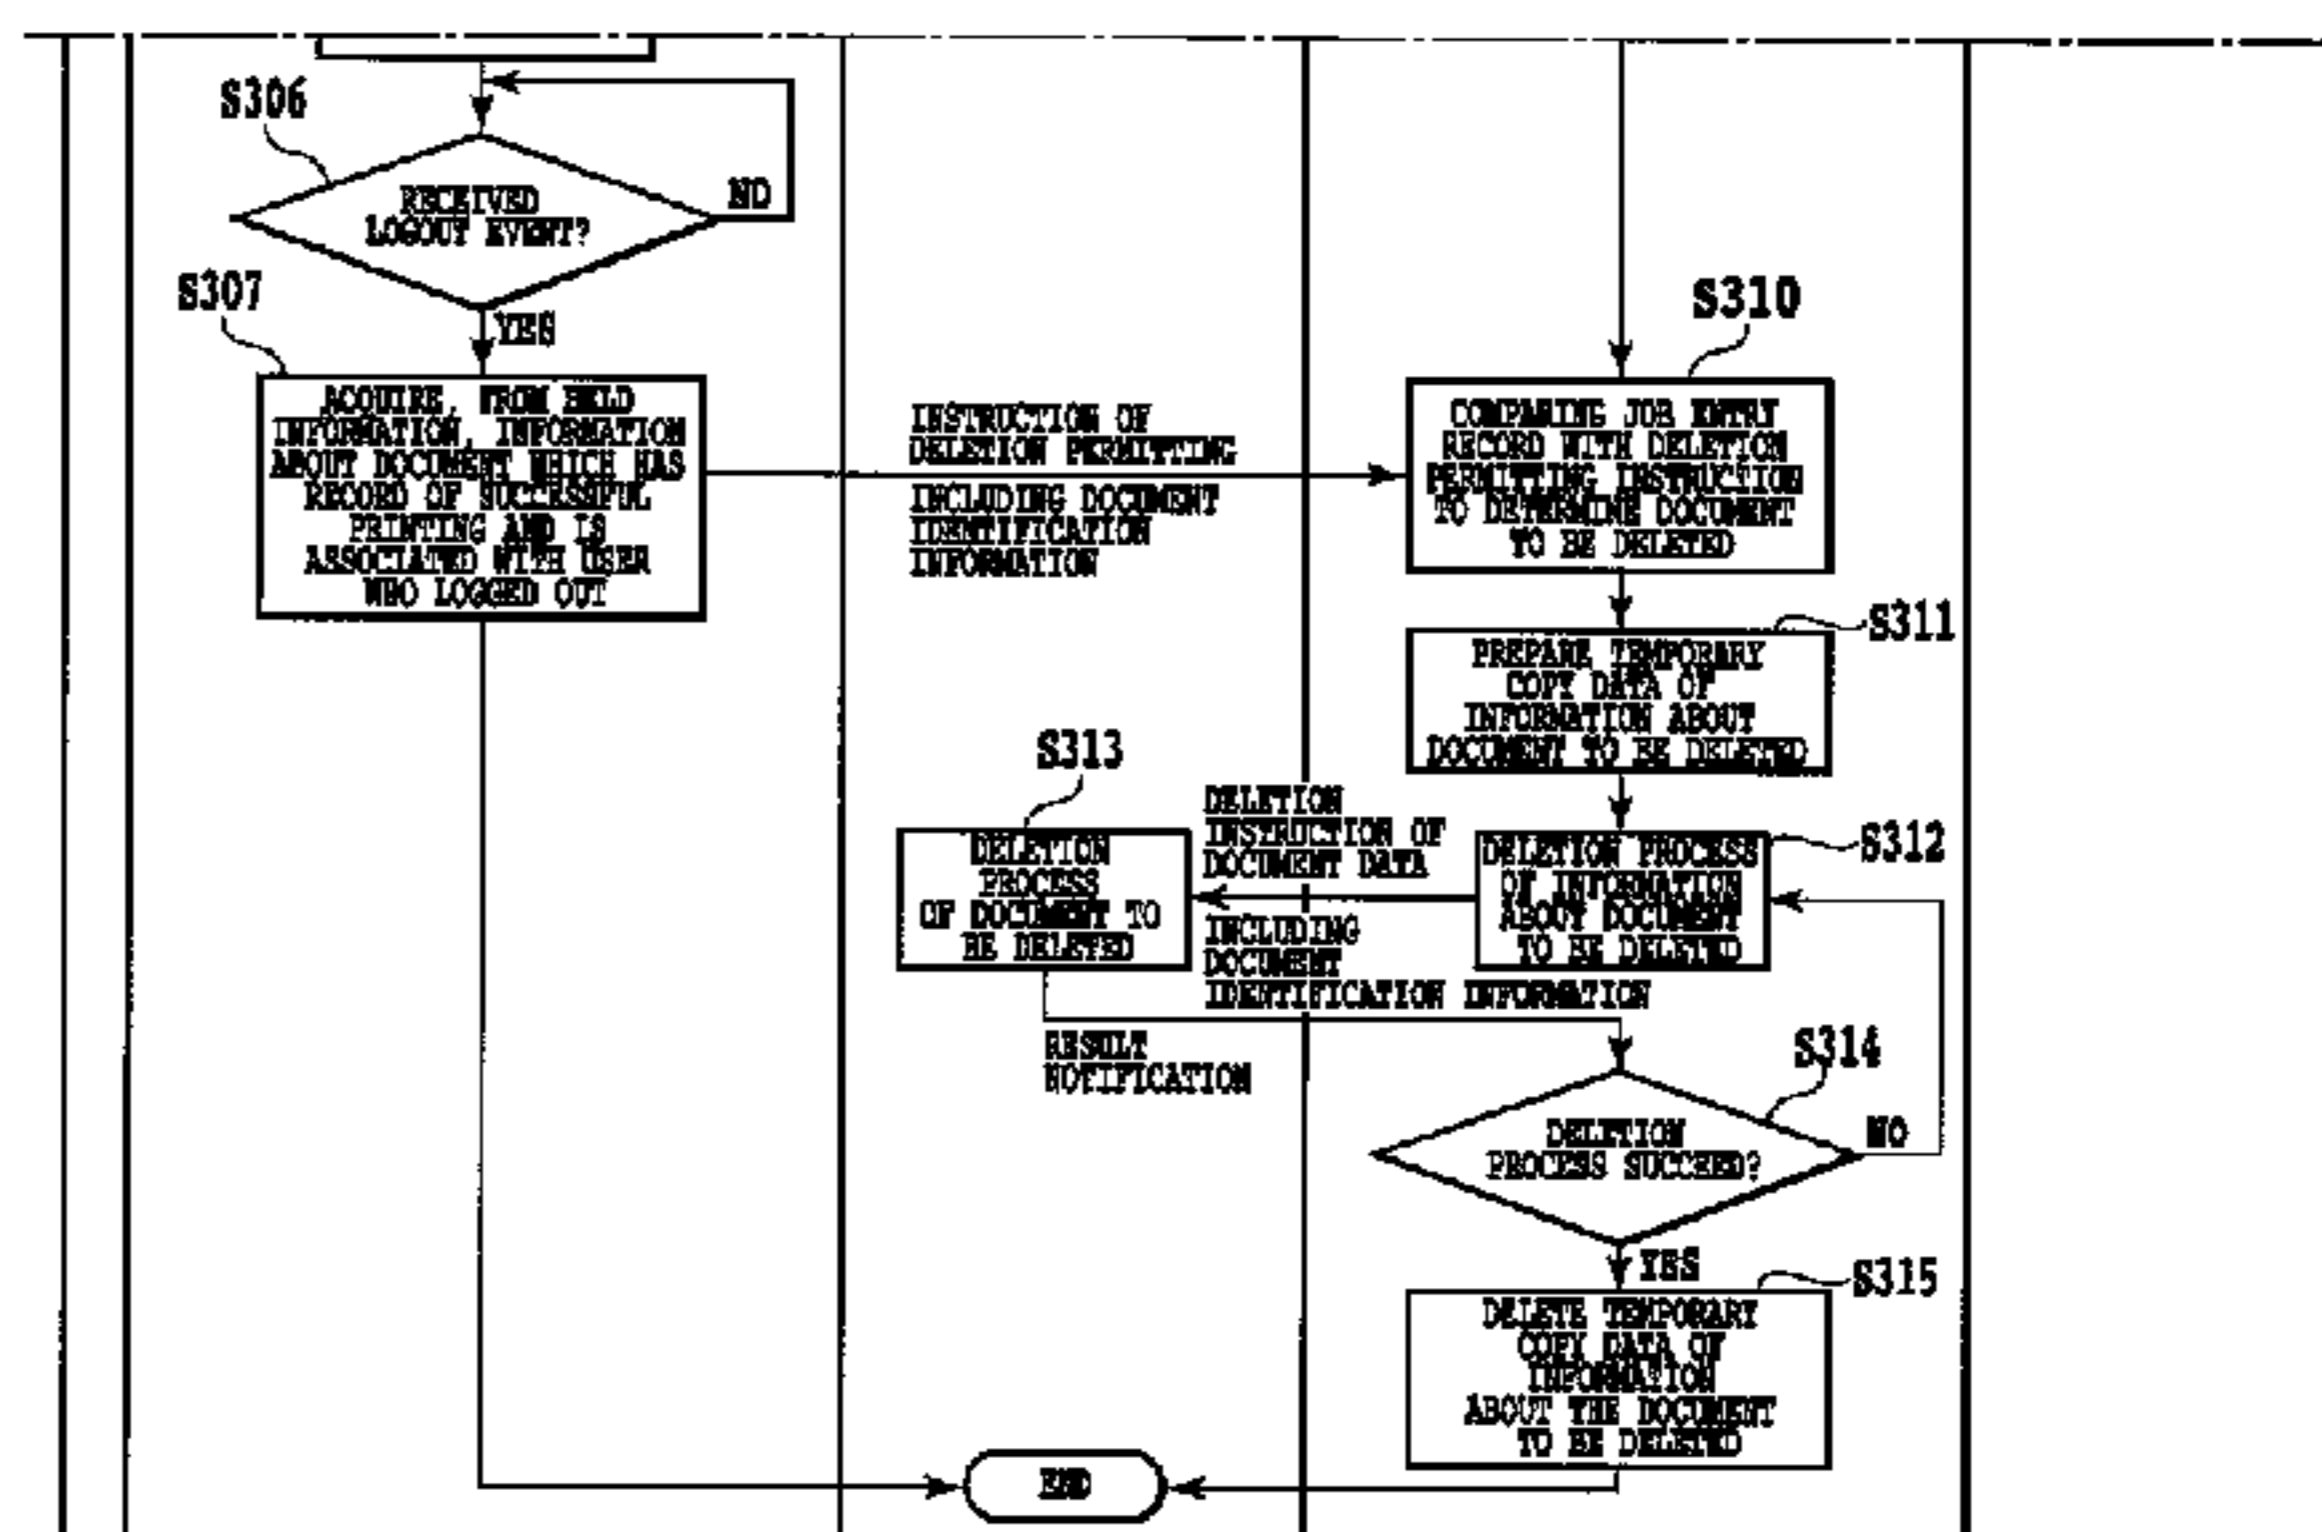 S306
RECEIVED
LOGOUT EVENT?
NO
YES
S307
ACQUIRE, FROM HELD
INFORMATION, INFORMATION
ABOUT DOCUMENT WHICH HAS
RECORD OF SUCCESSFUL
PRINTING AND IS
ASSOCIATED WITH USER
WHO LOGGED OUT
INSTRUCTION OF
DELETION PERMITTING
INCLUDING DOCUMENT
IDENTIFICATION
INFORMATION
S310
COMPARING JOB ENTRY
RECORD WITH DELETION
PERMITTING INSTRUCTION
TO DETERMINE DOCUMENT
TO BE DELETED
S311
PREPARE TEMPORARY
COPY DATA OF
INFORMATION ABOUT
DOCUMENT TO BE DELETED
S313
DELETION
PROCESS
OF DOCUMENT TO
BE DELETED
DELETION
INSTRUCTION OF
DOCUMENT DATA
INCLUDING
DOCUMENT
IDENTIFICATION INFORMATION
S312
DELETION PROCESS
OF INFORMATION
ABOUT DOCUMENT
TO BE DELETED
RESULT
NOTIFICATION
S314
DELETION
PROCESS SUCCEED?
NO
YES
S315
DELETE TEMPORARY
COPY DATA OF
INFORMATION
ABOUT THE DOCUMENT
TO BE DELETED
END